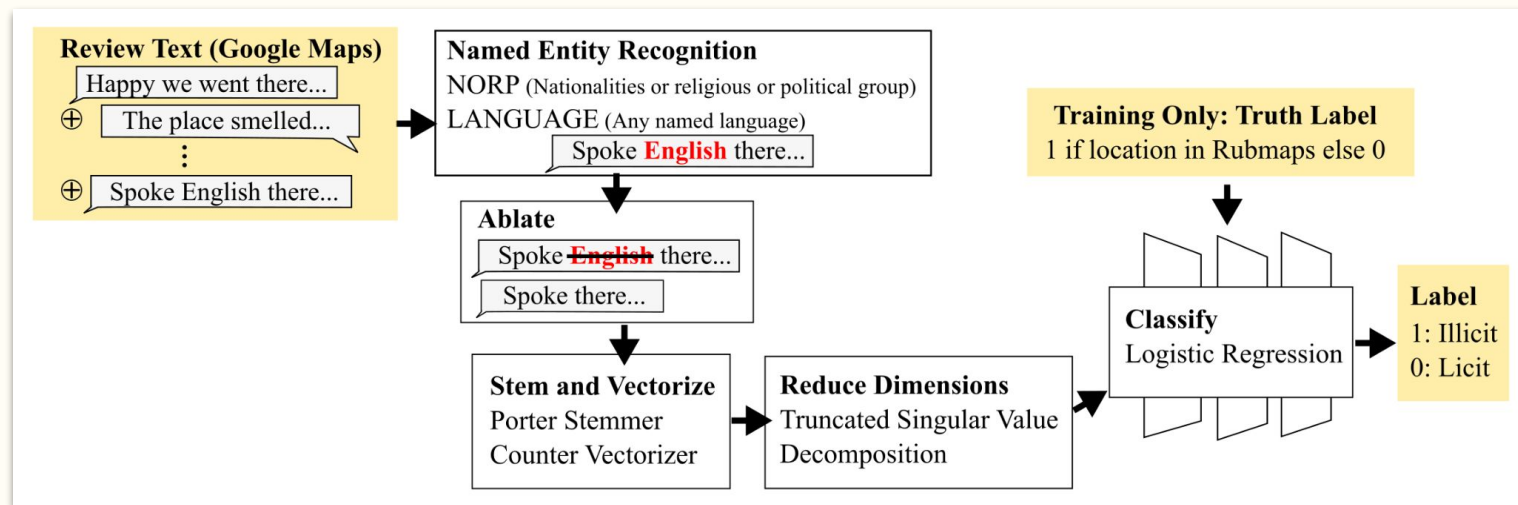 Review Text (Google Maps)
Happy we went there...
⊕ The place smelled...
⋮
⊕ Spoke English there...
Named Entity Recognition
NORP (Nationalities or religious or political group)
LANGUAGE (Any named language)
Spoke English there...
Ablate
Spoke English there...
Spoke there...
Stem and Vectorize
Porter Stemmer
Counter Vectorizer
Reduce Dimensions
Truncated Singular Value
Decomposition
Training Only: Truth Label
1 if location in Rubmaps else 0
Classify
Logistic Regression
Label
1: Illicit
0: Licit